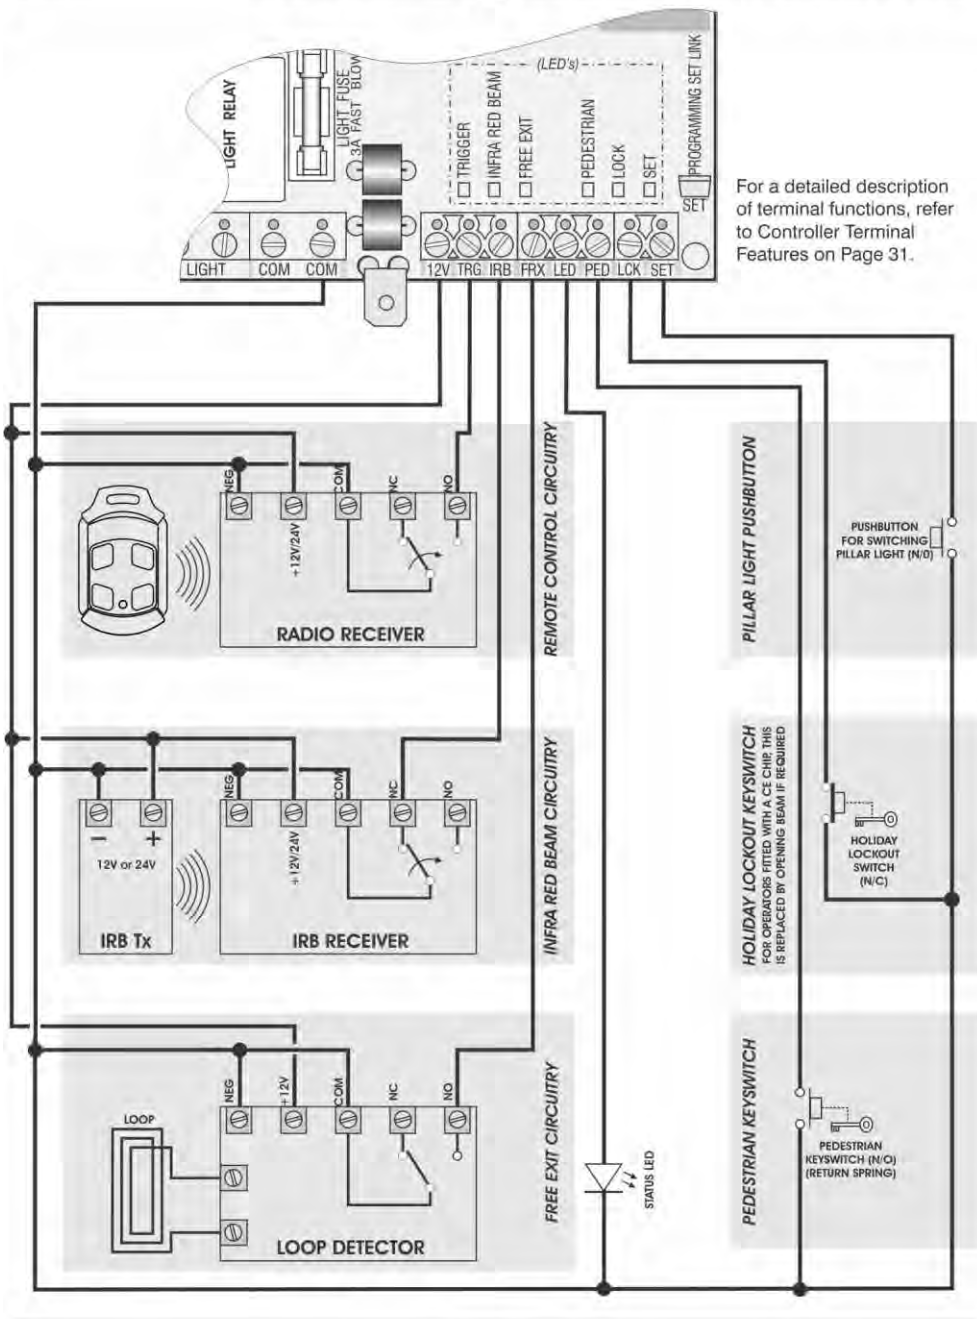 LIGHT RELAY
LIGHT FUSE
3A FAST BLOW
(LED's)
TRIGGER
INFRA RED BEAM
FREE EXIT
PEDESTRIAN
LOCK
SET
PROGRAMMING SET LINK
SET
LIGHT COM COM 12V TRG IRB FRX LED PED LCK SET
For a detailed description
of terminal functions, refer
to Controller Terminal
Features on Page 31.
NEG
+12V/24V
COM
NC
NO
RADIO RECEIVER
REMOTE CONTROL CIRCUITRY
PILLAR LIGHT PUSHBUTTON
PUSHBUTTON
FOR SWITCHING
PILLAR LIGHT (N/0)
12V or 24V
IRB Tx
NEG
+12V/24V
COM
NC
NO
IRB RECEIVER
INFRA RED BEAM CIRCUITRY
HOLIDAY LOCKOUT KEYSWITCH
FOR OPERATORS FITTED WITH A CE CHIP, THIS
IS REPLACED BY OPENING BEAM IF REQUIRED
HOLIDAY
LOCKOUT
SWITCH
(N/C)
LOOP
NEG
+12V
COM
NC
NO
LOOP DETECTOR
FREE EXIT CIRCUITRY
STATUS LED
PEDESTRIAN KEYSWITCH
PEDESTRIAN
KEYSWITCH (N/O)
(RETURN SPRING)